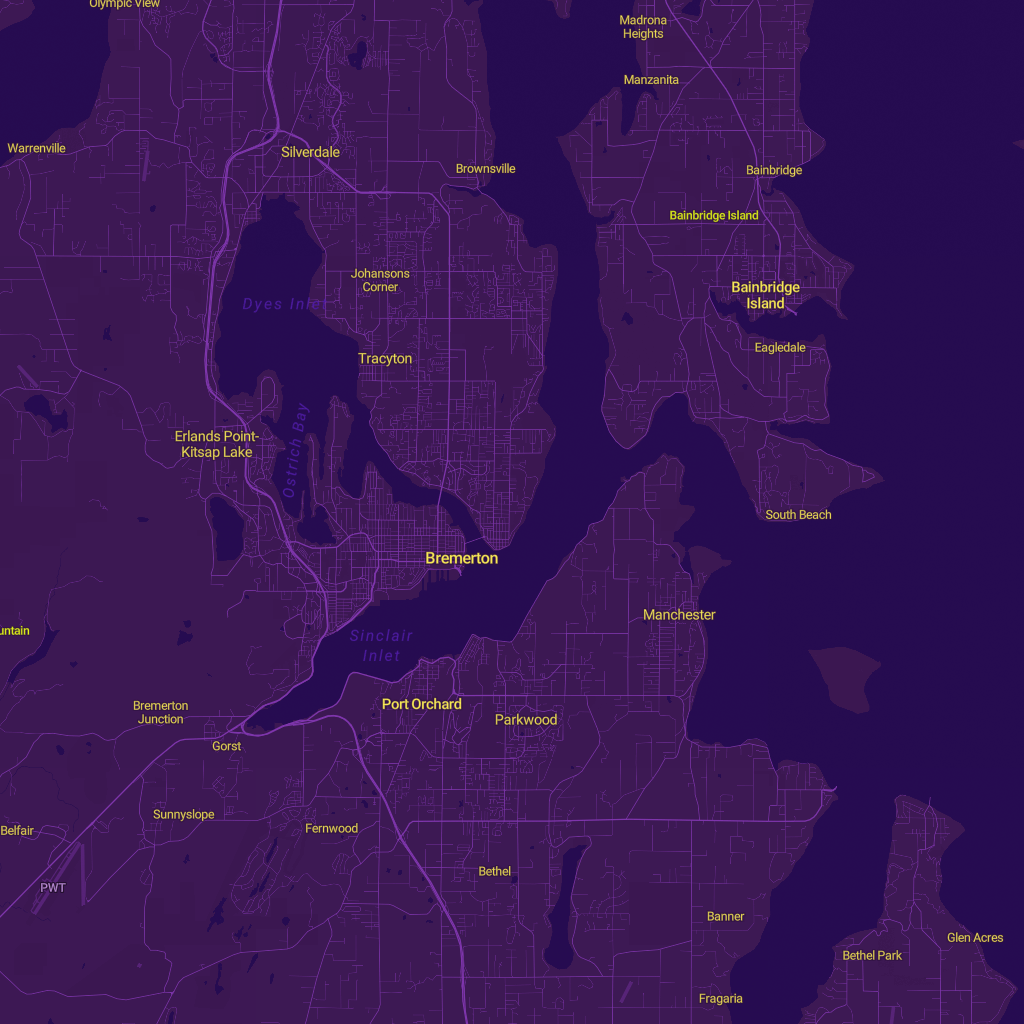 Olympic View
Madrona
Heights
Manzanita
Warrenville
Silverdale
Brownsville
Bainbridge
Bainbridge Island
Johansons
Corner
Bainbridge
Island
Dyes Inlet
Eagledale
Tracyton
Erlands Point-
Kitsap Lake
Ostrich Bay
South Beach
Bremerton
Manchester
untain
Sinclair
Inlet
Port Orchard
Bremerton
Junction
Parkwood
Gorst
Sunnyslope
Belfair
Fernwood
Bethel
PWT
Banner
Glen Acres
Bethel Park
Fragaria